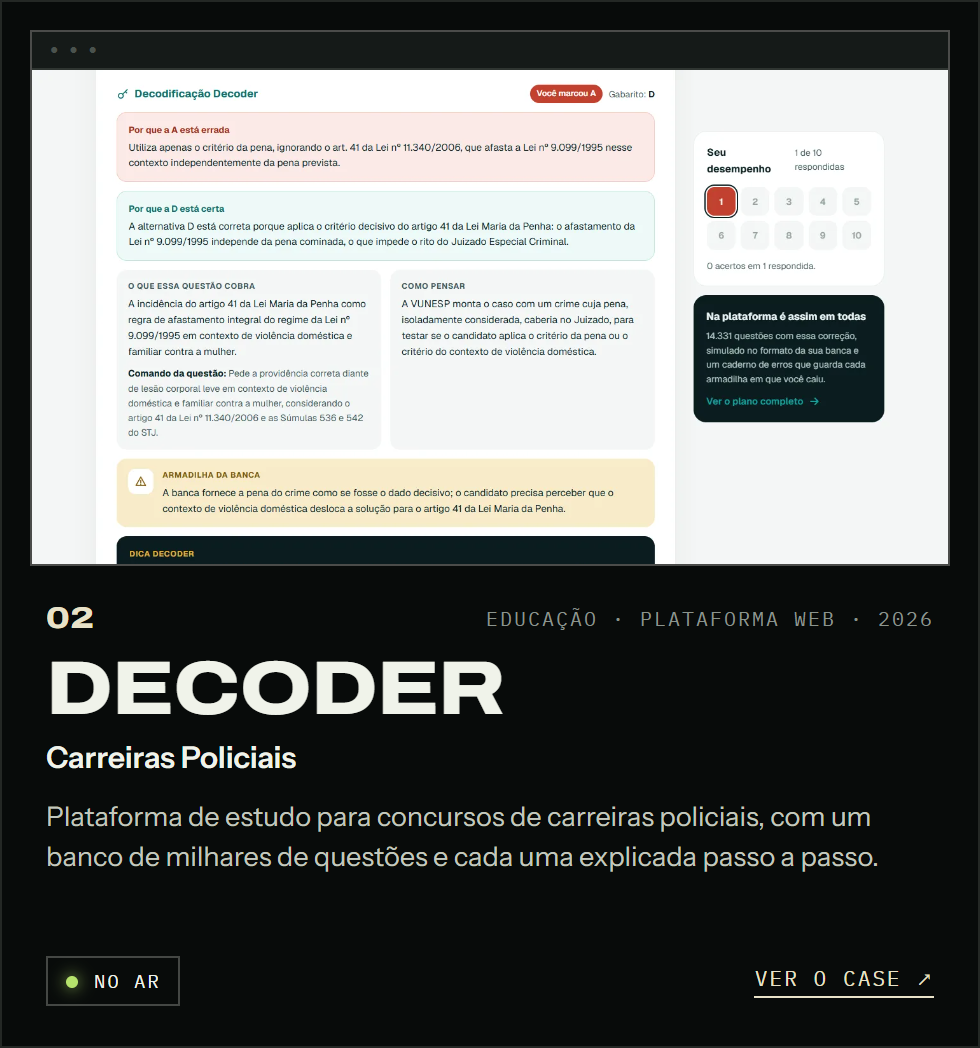 Decodificação Decoder
Você marcou A
Gabarito: D
Por que a A está errada
Utiliza apenas o critério da pena, ignorando o art. 41 da Lei nº 11.340/2006, que afasta a Lei nº 9.099/1995 nesse
contexto independentemente da pena prevista.
Por que a D está certa
A alternativa D está correta porque aplica o critério decisivo do artigo 41 da Lei Maria da Penha: o afastamento da
Lei nº 9.099/1995 independe da pena cominada, o que impede o rito do Juizado Especial Criminal.
O QUE ESSA QUESTÃO COBRA
A incidência do artigo 41 da Lei Maria da Penha como
regra de afastamento integral do regime da Lei nº
9.099/1995 em contexto de violência doméstica e
familiar contra a mulher.
Comando da questão: Pede a providência correta diante
de lesão corporal leve em contexto de violência
doméstica e familiar contra a mulher, considerando o
artigo 41 da Lei nº 11.340/2006 e as Súmulas 536 e 542
do STJ.
COMO PENSAR
A VUNESP monta o caso com um crime cuja pena,
isoladamente considerada, caberia no Juizado, para
testar se o candidato aplica o critério da pena ou o
critério do contexto de violência doméstica.
ARMADILHA DA BANCA
A banca fornece a pena do crime como se fosse o dado decisivo; o candidato precisa perceber que o
contexto de violência doméstica desloca a solução para o artigo 41 da Lei Maria da Penha.
DICA DECODER
Seu
desempenho
1 de 10
respondidas
1 2 3 4 5
6 7 8 9 10
0 acertos em 1 respondida.
Na plataforma é assim em todas
14.331 questões com essa correção,
simulado no formato da sua banca e
um caderno de erros que guarda cada
armadilha em que você caiu.
Ver o plano completo →
02
EDUCAÇÃO · PLATAFORMA WEB · 2026
DECODER
Carreiras Policiais
Plataforma de estudo para concursos de carreiras policiais, com um
banco de milhares de questões e cada uma explicada passo a passo.
NO AR
VER O CASE ↗